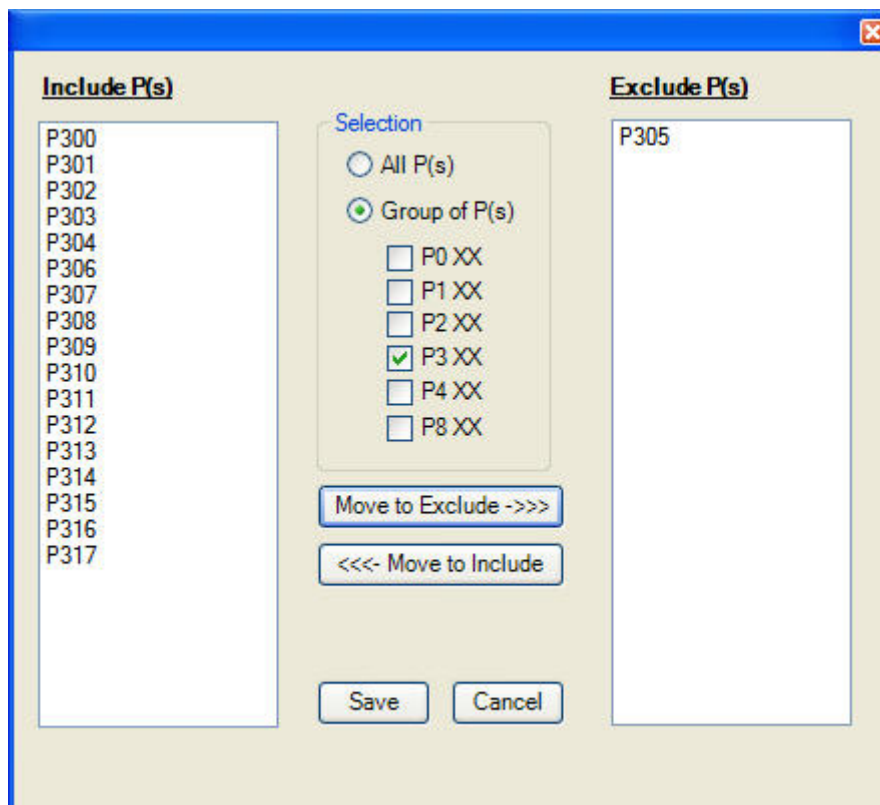 Include P(s)
P300
P301
P302
P303
P304
P306
P307
P308
P309
P310
P311
P312
P313
P314
P315
P316
P317
Selection
All P(s)
Group of P(s)
P0 XX
P1 XX
P2 XX
P3 XX
P4 XX
P8 XX
Move to Exclude ->>>
<<<- Move to Include
Save
Cancel
Exclude P(s)
P305